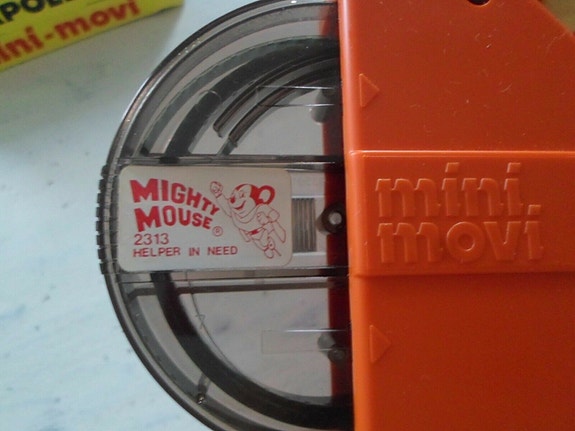 mini-movi
MIGHTY
MOUSE®
2313
HELPER IN NEED
mini
movi